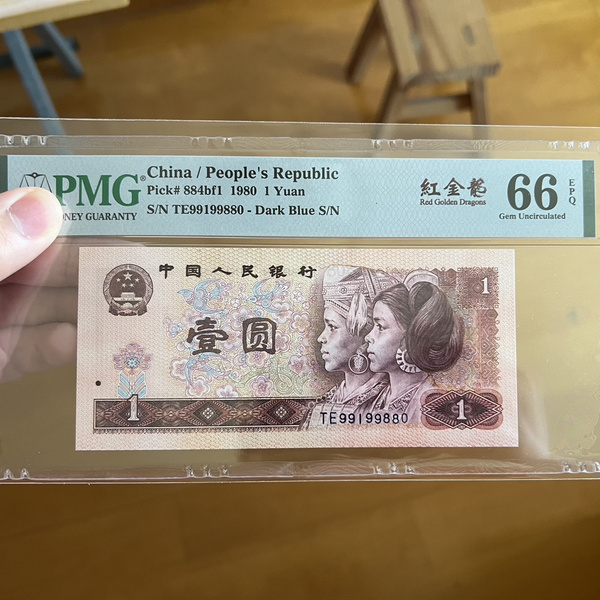 PMG®
MONEY GUARANTY
China / People's Republic
Pick# 884bf1 1980 1 Yuan
S/N TE99199880 - Dark Blue S/N
紅金龍
Red Golden Dragons
66
EPQ
Gem Uncirculated
中国人民银行
1
壹圆
1
TE99199880
1